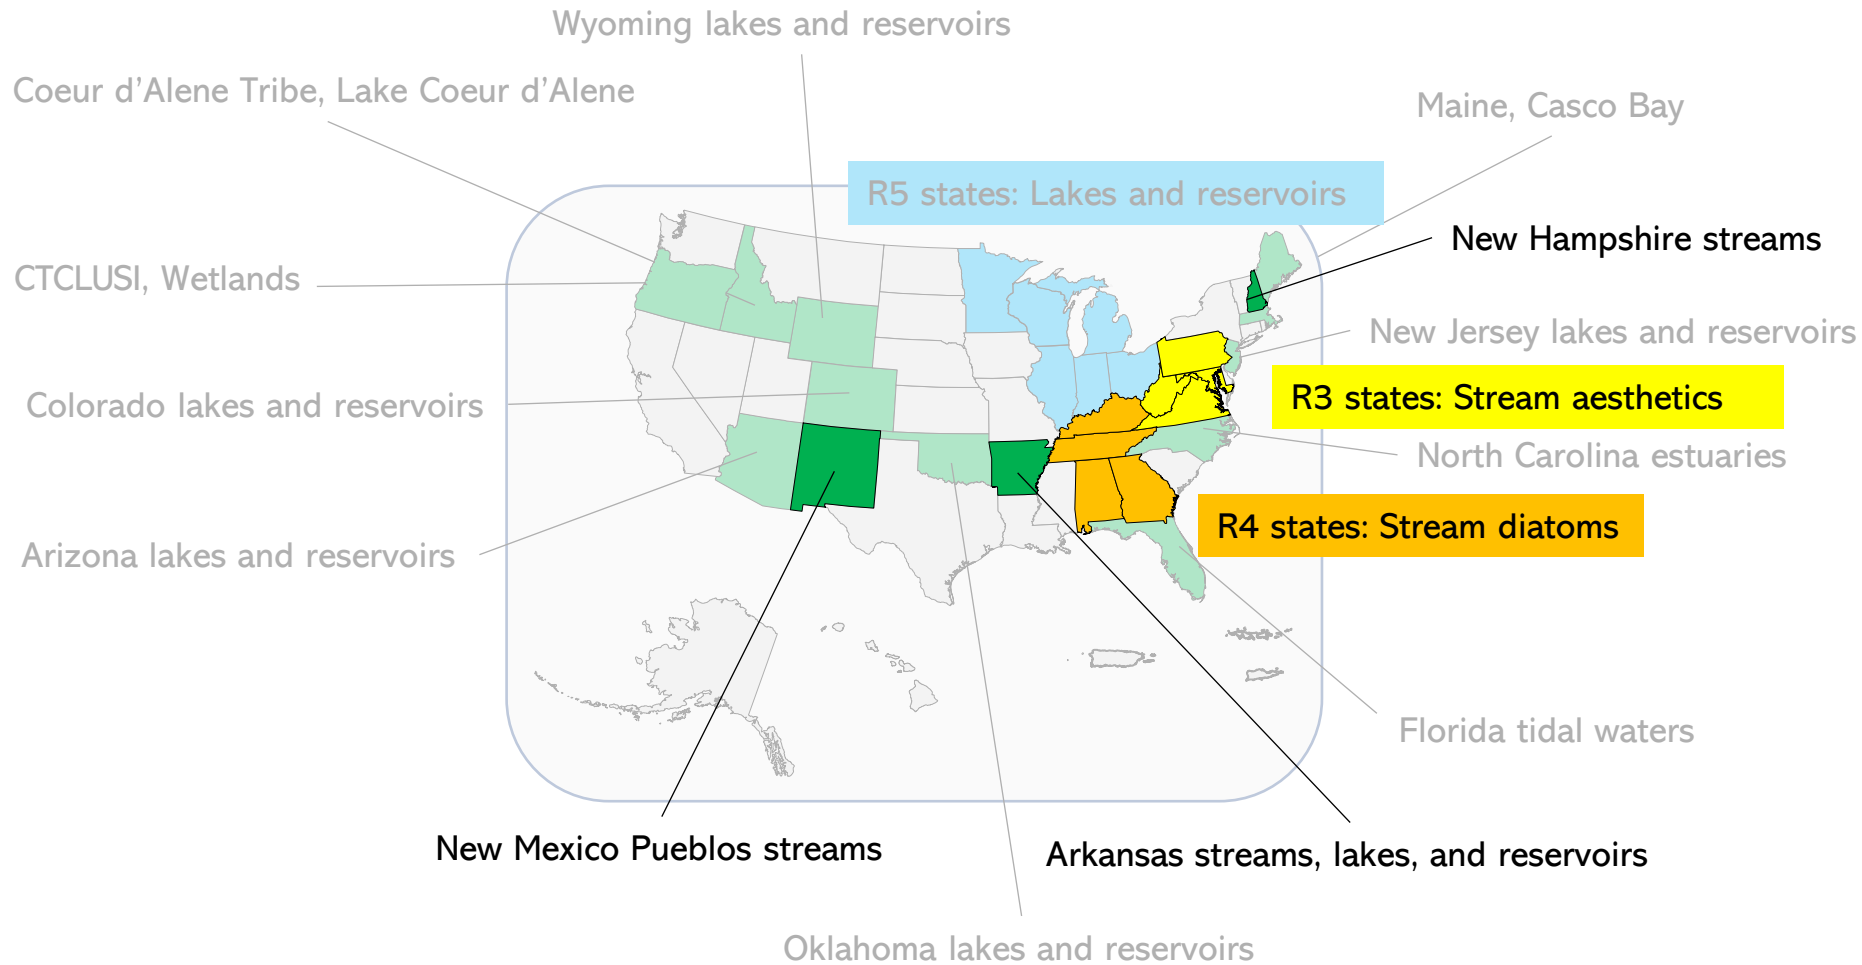 Wyoming lakes and reservoirs
Coeur d'Alene Tribe, Lake Coeur d'Alene
Maine, Casco Bay
R5 states: Lakes and reservoirs
New Hampshire streams
CTCLUSI, Wetlands
New Jersey lakes and reservoirs
R3 states: Stream aesthetics
Colorado lakes and reservoirs
North Carolina estuaries
R4 states: Stream diatoms
Arizona lakes and reservoirs
Florida tidal waters
New Mexico Pueblos streams
Arkansas streams, lakes, and reservoirs
Oklahoma lakes and reservoirs